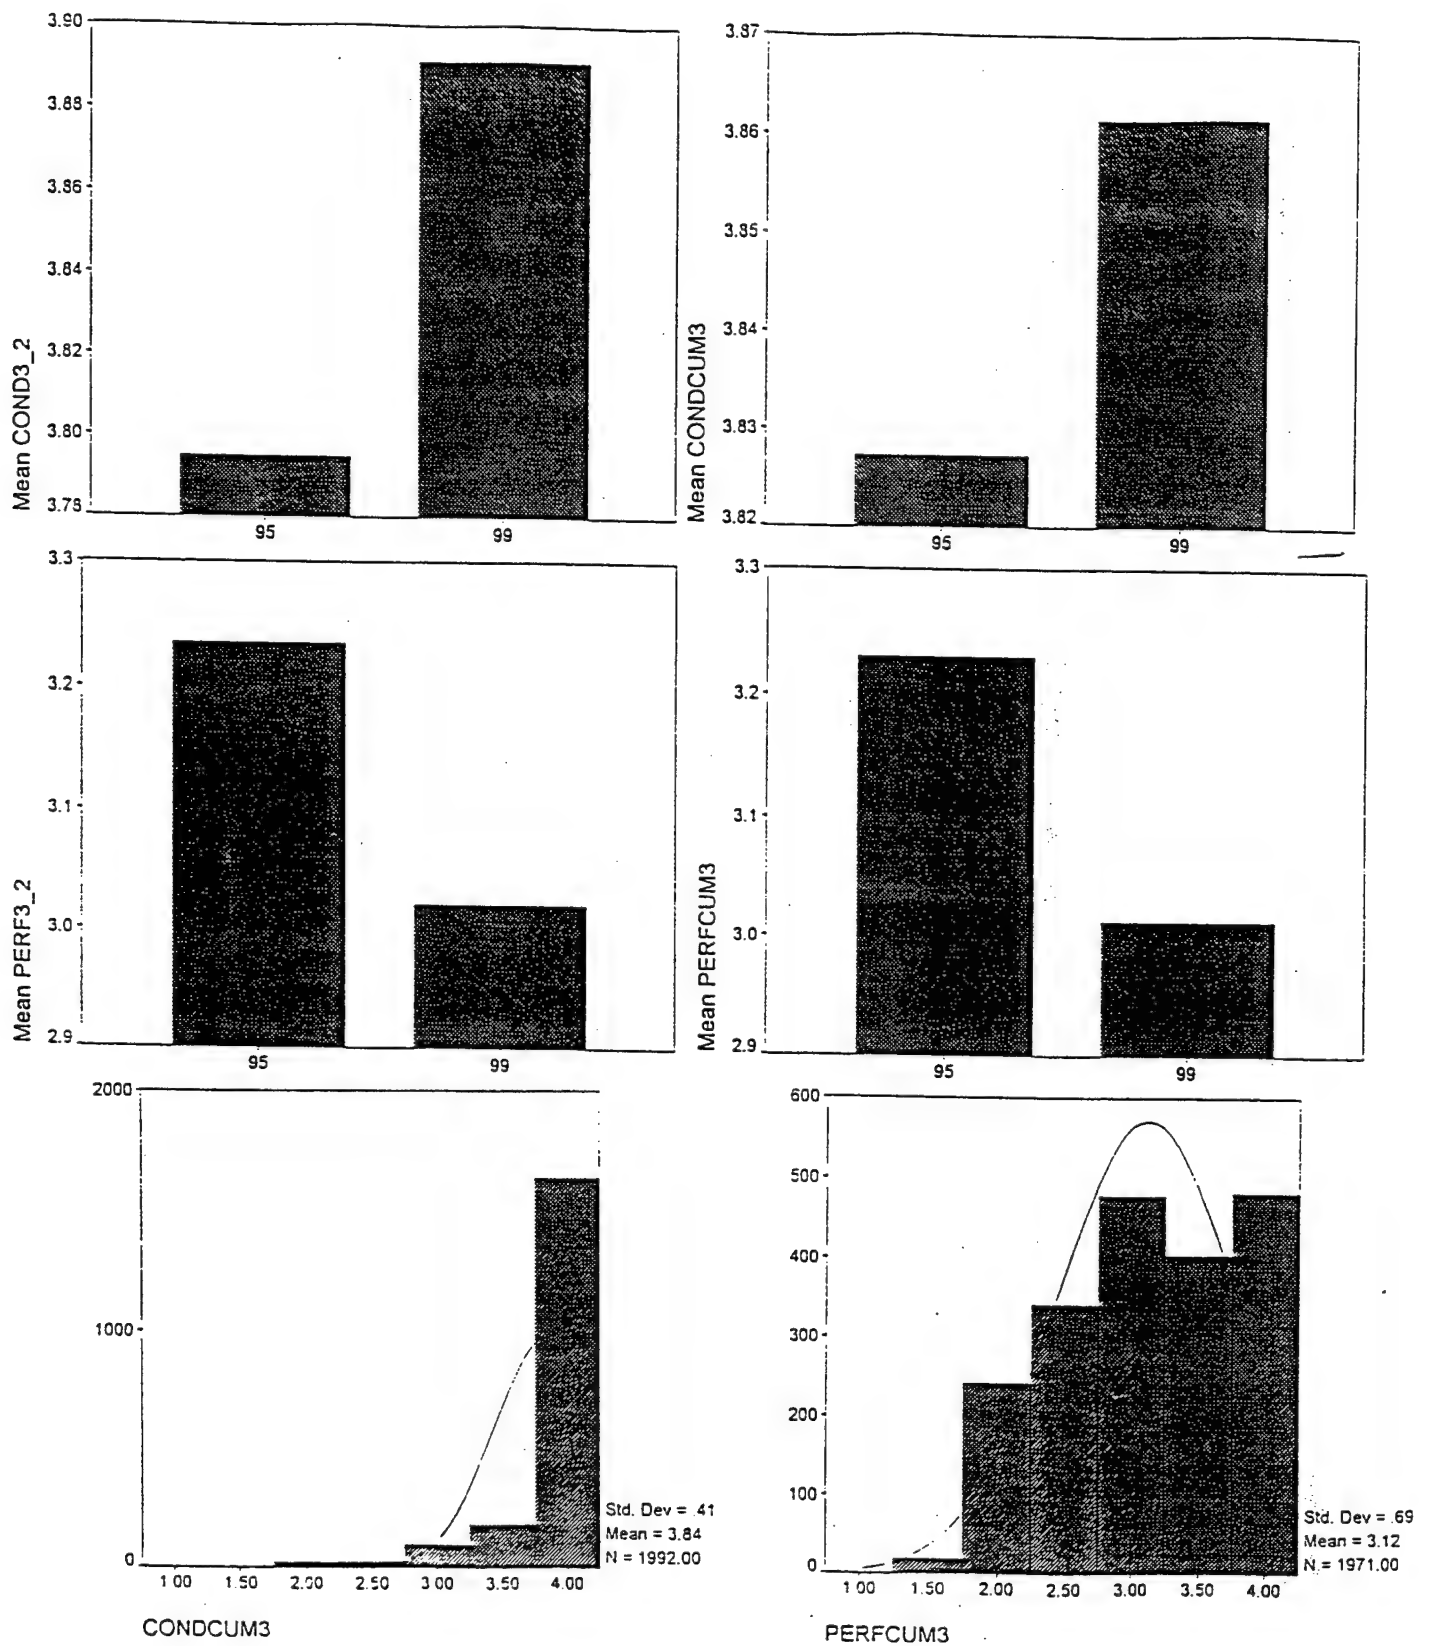 3.90
3.88
3.86
3.84
3.82
3.80
3.78
Mean COND3_2
95
99
3.87
3.86
3.85
3.84
3.83
3.82
Mean CONDCUM3
95
99
3.3
3.2
3.1
3.0
2.9
Mean PERF3_2
95
99
3.3
3.2
3.1
3.0
2.9
Mean PERFCUM3
95
99
2000
1000
0
1.00 1.50 2.00 2.50 3.00 3.50 4.00
Std. Dev = .41
Mean = 3.84
N = 1992.00
CONDCUM3
600
500
400
300
200
100
0
1.00 1.50 2.00 2.50 3.00 3.50 4.00
Std. Dev = .69
Mean = 3.12
N = 1971.00
PERFCUM3